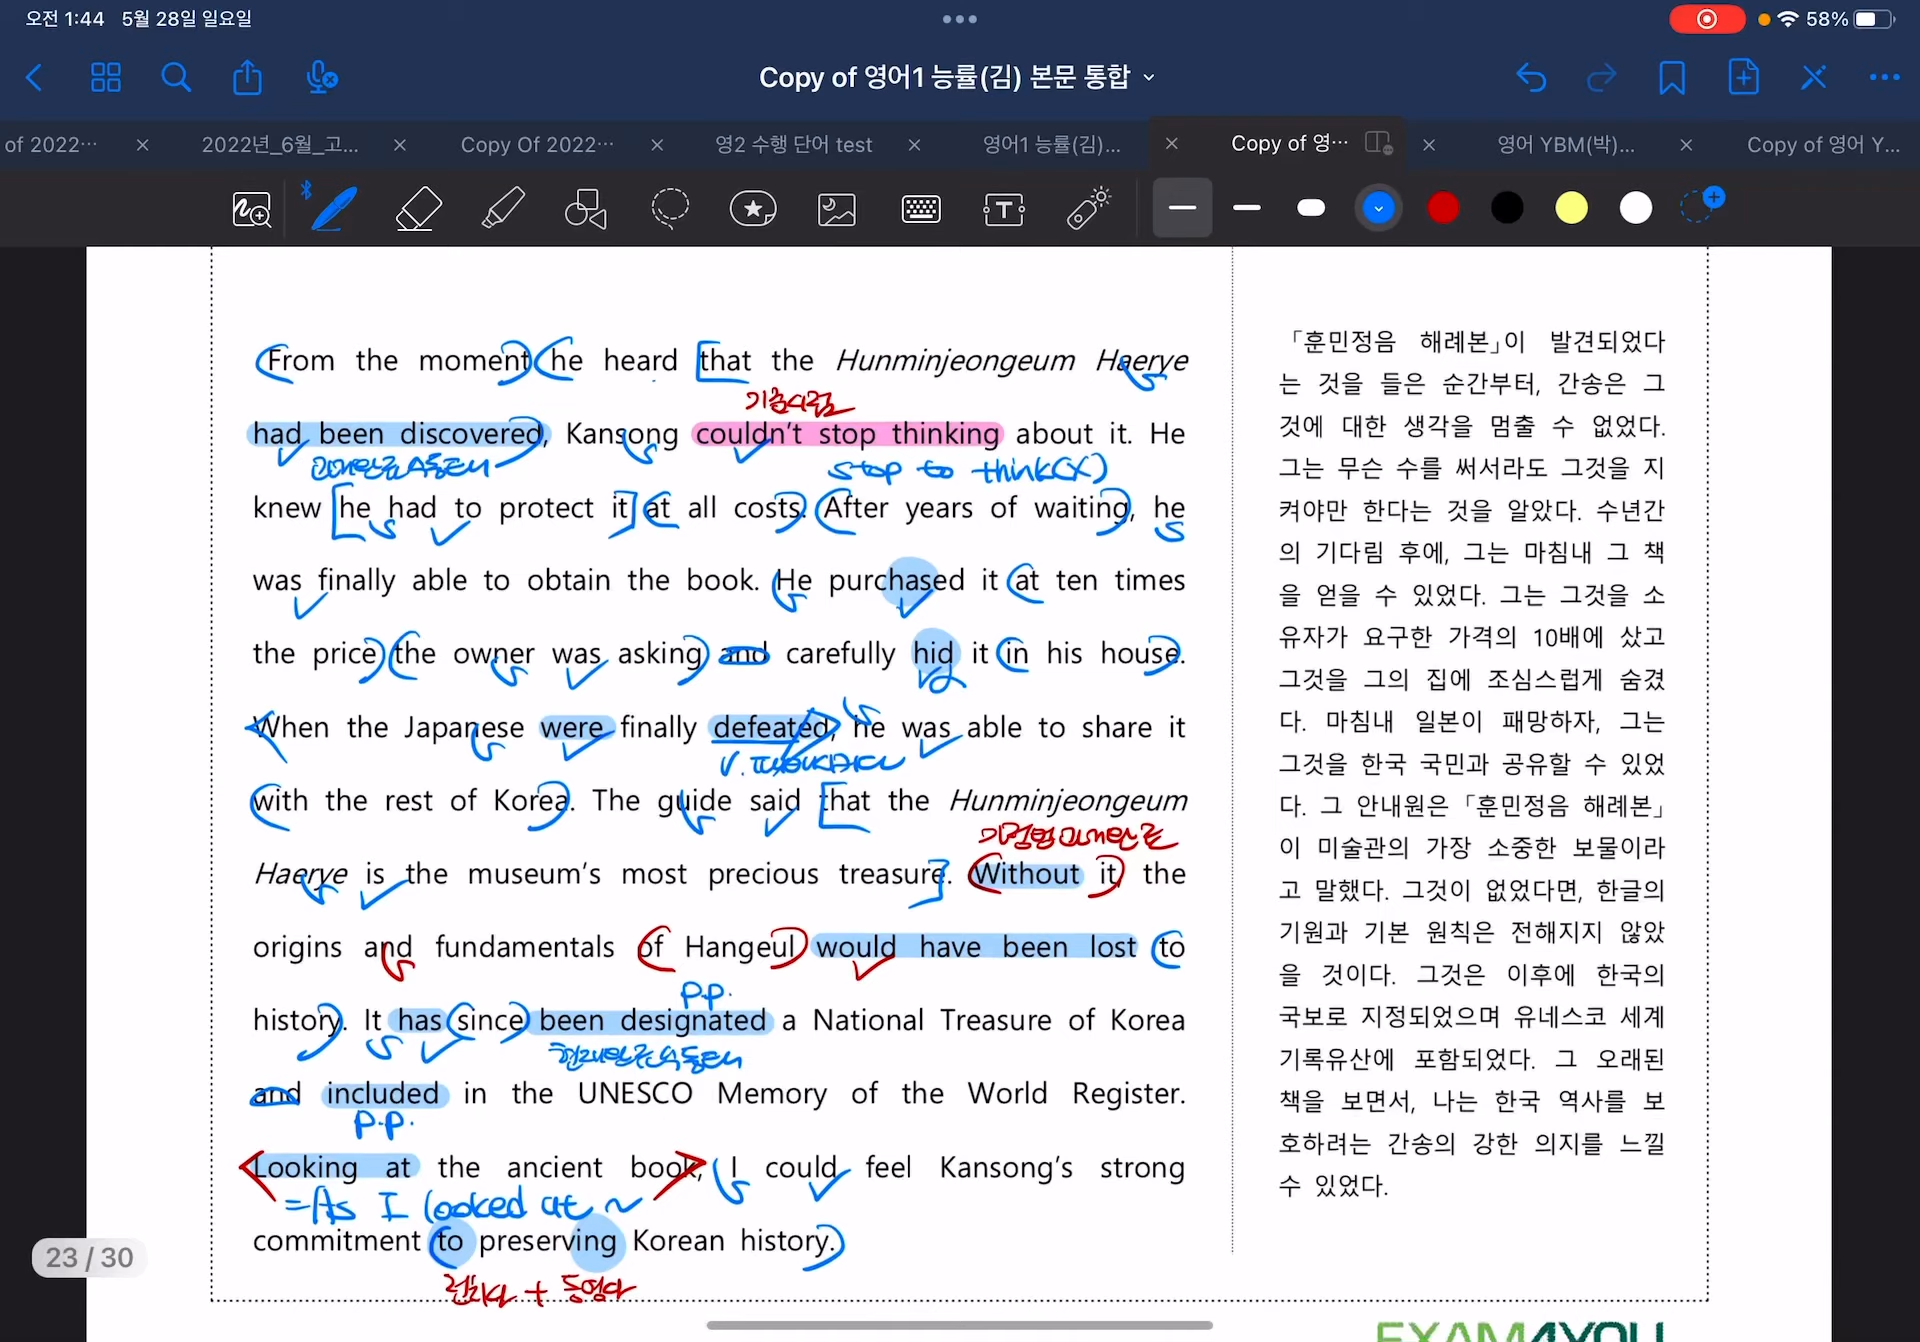 오전 1:44 5월 28일 일요일
58%
Copy of 영어1 능률(김) 본문 통합
of 2022…
2022년_6월_고...
Copy Of 2022…
영2 수행 단어 test
영어1 능률(김)...
Copy of 영…
영어 YBM(박)...
Copy of 영어 Y...
From the moment he heard that the Hunminjeongeum Haerye
had been discovered, Kansong couldn't stop thinking about it. He
과거완료수동태
stop to think(X)
knew he had to protect it at all costs. After years of waiting, he
was finally able to obtain the book. He purchased it at ten times
the price the owner was asking and carefully hid it in his house.
When the Japanese were finally defeated, he was able to share it
with the rest of Korea. The guide said that the Hunminjeongeum
가정법 과거완료
Haerye is the museum's most precious treasure. Without it, the
origins and fundamentals of Hangeul would have been lost to
P.P.
history. It has since been designated a National Treasure of Korea
현재완료수동태
and included in the UNESCO Memory of the World Register.
P.P.
Looking at the ancient book, I could feel Kansong's strong
=As I looked at ~
commitment to preserving Korean history.
전치사 + 동명사
「훈민정음 해례본」이 발견되었다
는 것을 들은 순간부터, 간송은 그
것에 대한 생각을 멈출 수 없었다.
그는 무슨 수를 써서라도 그것을 지
켜야만 한다는 것을 알았다. 수년간
의 기다림 후에, 그는 마침내 그 책
을 얻을 수 있었다. 그는 그것을 소
유자가 요구한 가격의 10배에 샀고
그것을 그의 집에 조심스럽게 숨겼
다. 마침내 일본이 패망하자, 그는
그것을 한국 국민과 공유할 수 있었
다. 그 안내원은 「훈민정음 해례본」
이 미술관의 가장 소중한 보물이라
고 말했다. 그것이 없었다면, 한글의
기원과 기본 원칙은 전해지지 않았
을 것이다. 그것은 이후에 한국의
국보로 지정되었으며 유네스코 세계
기록유산에 포함되었다. 그 오래된
책을 보면서, 나는 한국 역사를 보
호하려는 간송의 강한 의지를 느낄
수 있었다.
23 / 30
EXAM4YOU